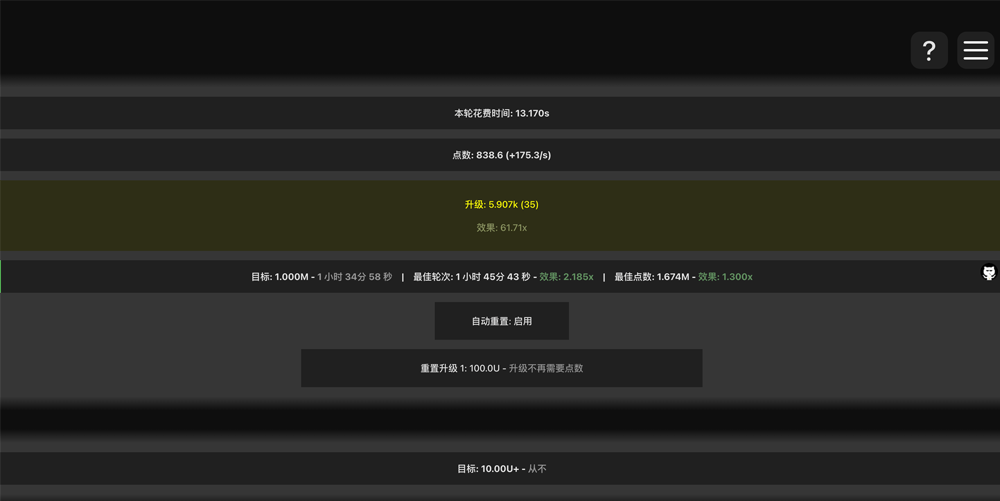 ?
本轮花费时间: 13.170s
点数: 838.6 (+175.3/s)
升级: 5.907k (35)
效果: 61.71x
目标: 1.000M - 1 小时 34分 58 秒 | 最佳轮次: 1 小时 45分 43 秒 - 效果: 2.185x | 最佳点数: 1.674M - 效果: 1.300x
自动重置: 启用
重置升级 1: 100.0U - 升级不再需要点数
目标: 10.00U+ - 从不